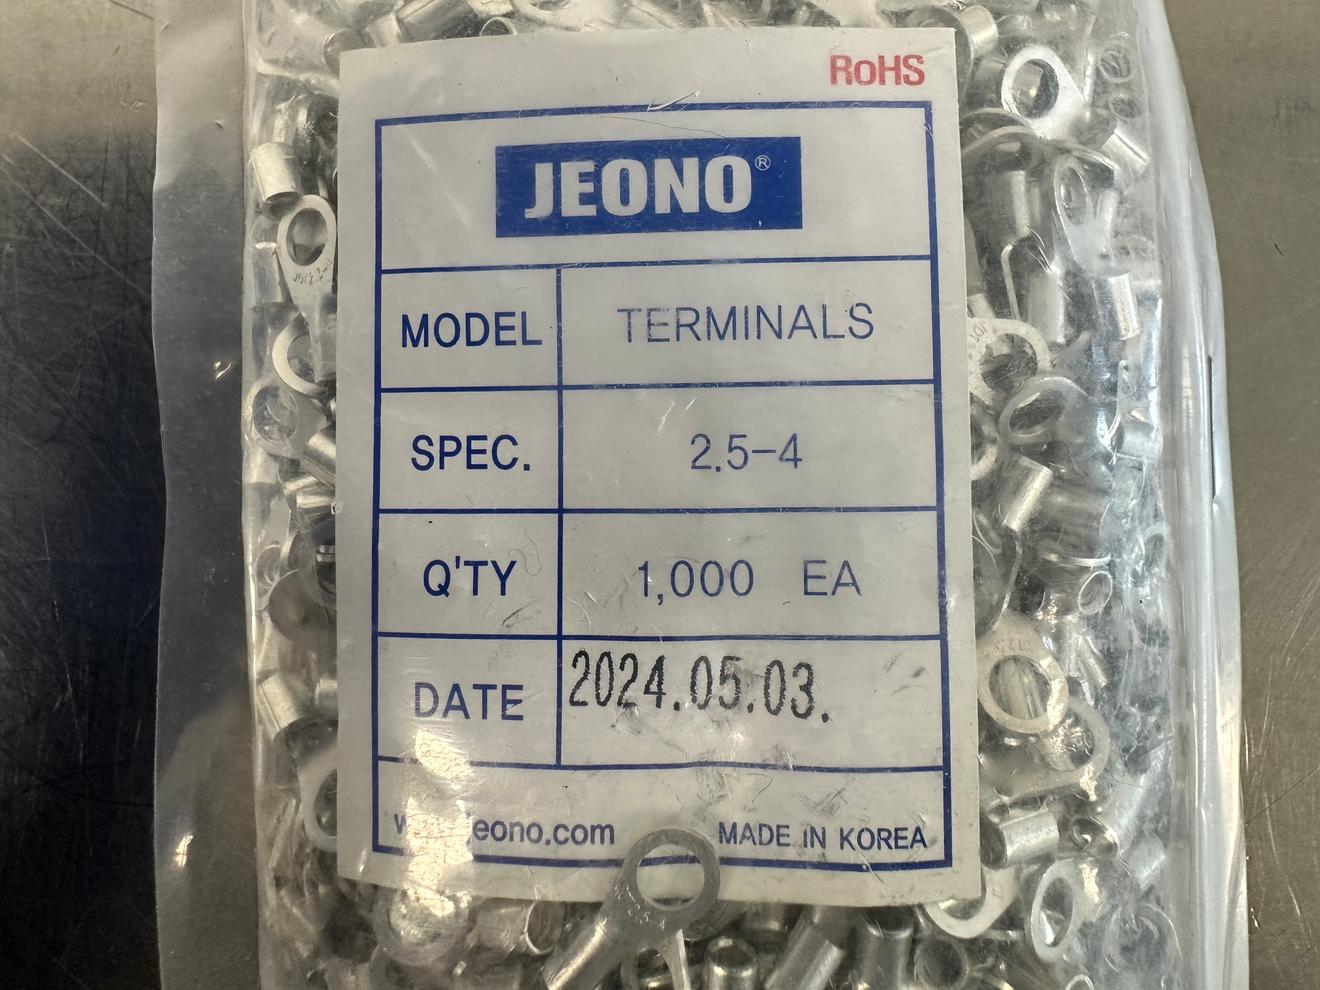 RoHS
JEONO®
MODEL TERMINALS
SPEC. 2.5-4
Q'TY 1,000 EA
DATE 2024.05.03.
jeono.com MADE IN KOREA